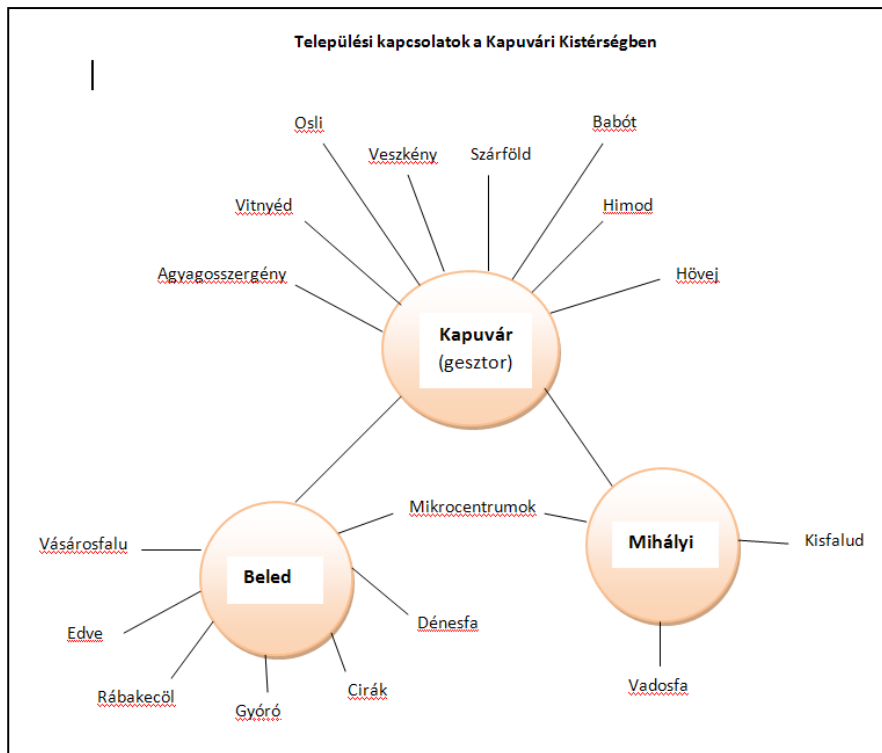 Települési kapcsolatok a Kapuvári Kistérségben
Osli
Babót
Veszkény
Szárföld
Vitnyéd
Himod
Agyagosszergény
Hövej
Kapuvár
(gesztor)
Mikrocentrumok
Vásárosfalu
Mihályi
Kisfalud
Beled
Edve
Dénesfa
Rábakecöl
Cirák
Vadosfa
Gyóró